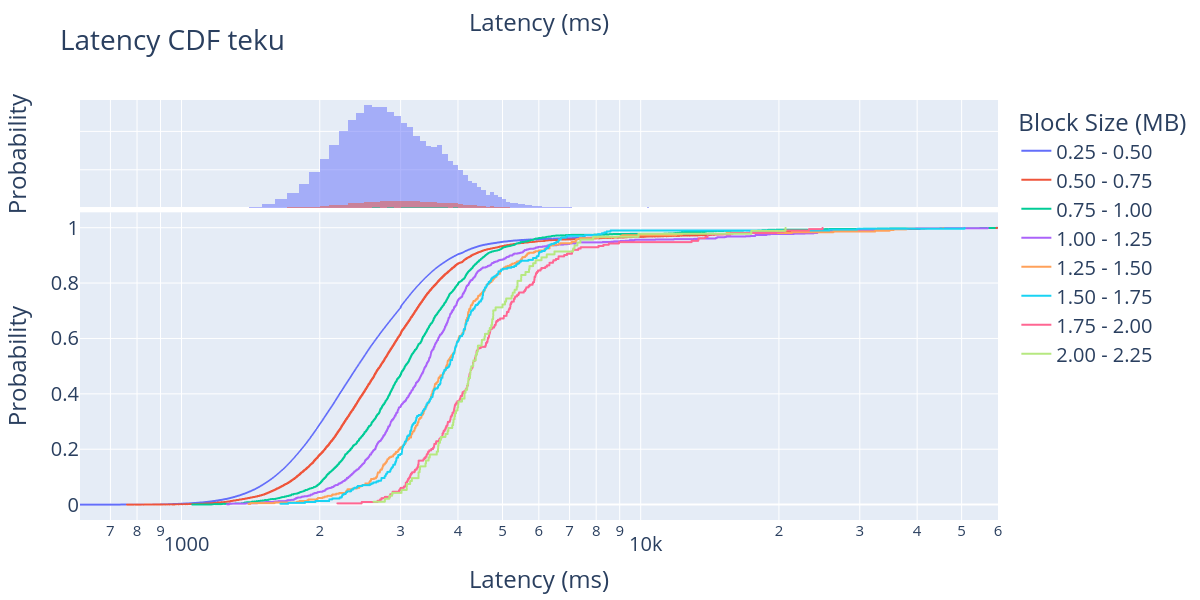 Latency (ms)
Latency CDF teku
Probability
Block Size (MB)
0.25 - 0.50
0.50 - 0.75
0.75 - 1.00
1.00 - 1.25
1.25 - 1.50
1.50 - 1.75
1.75 - 2.00
2.00 - 2.25
Probability
1
0.8
0.6
0.4
0.2
0
7 8 9 2 3 4 5 6 7 8 9 2 3 4 5 6
1000 10k
Latency (ms)